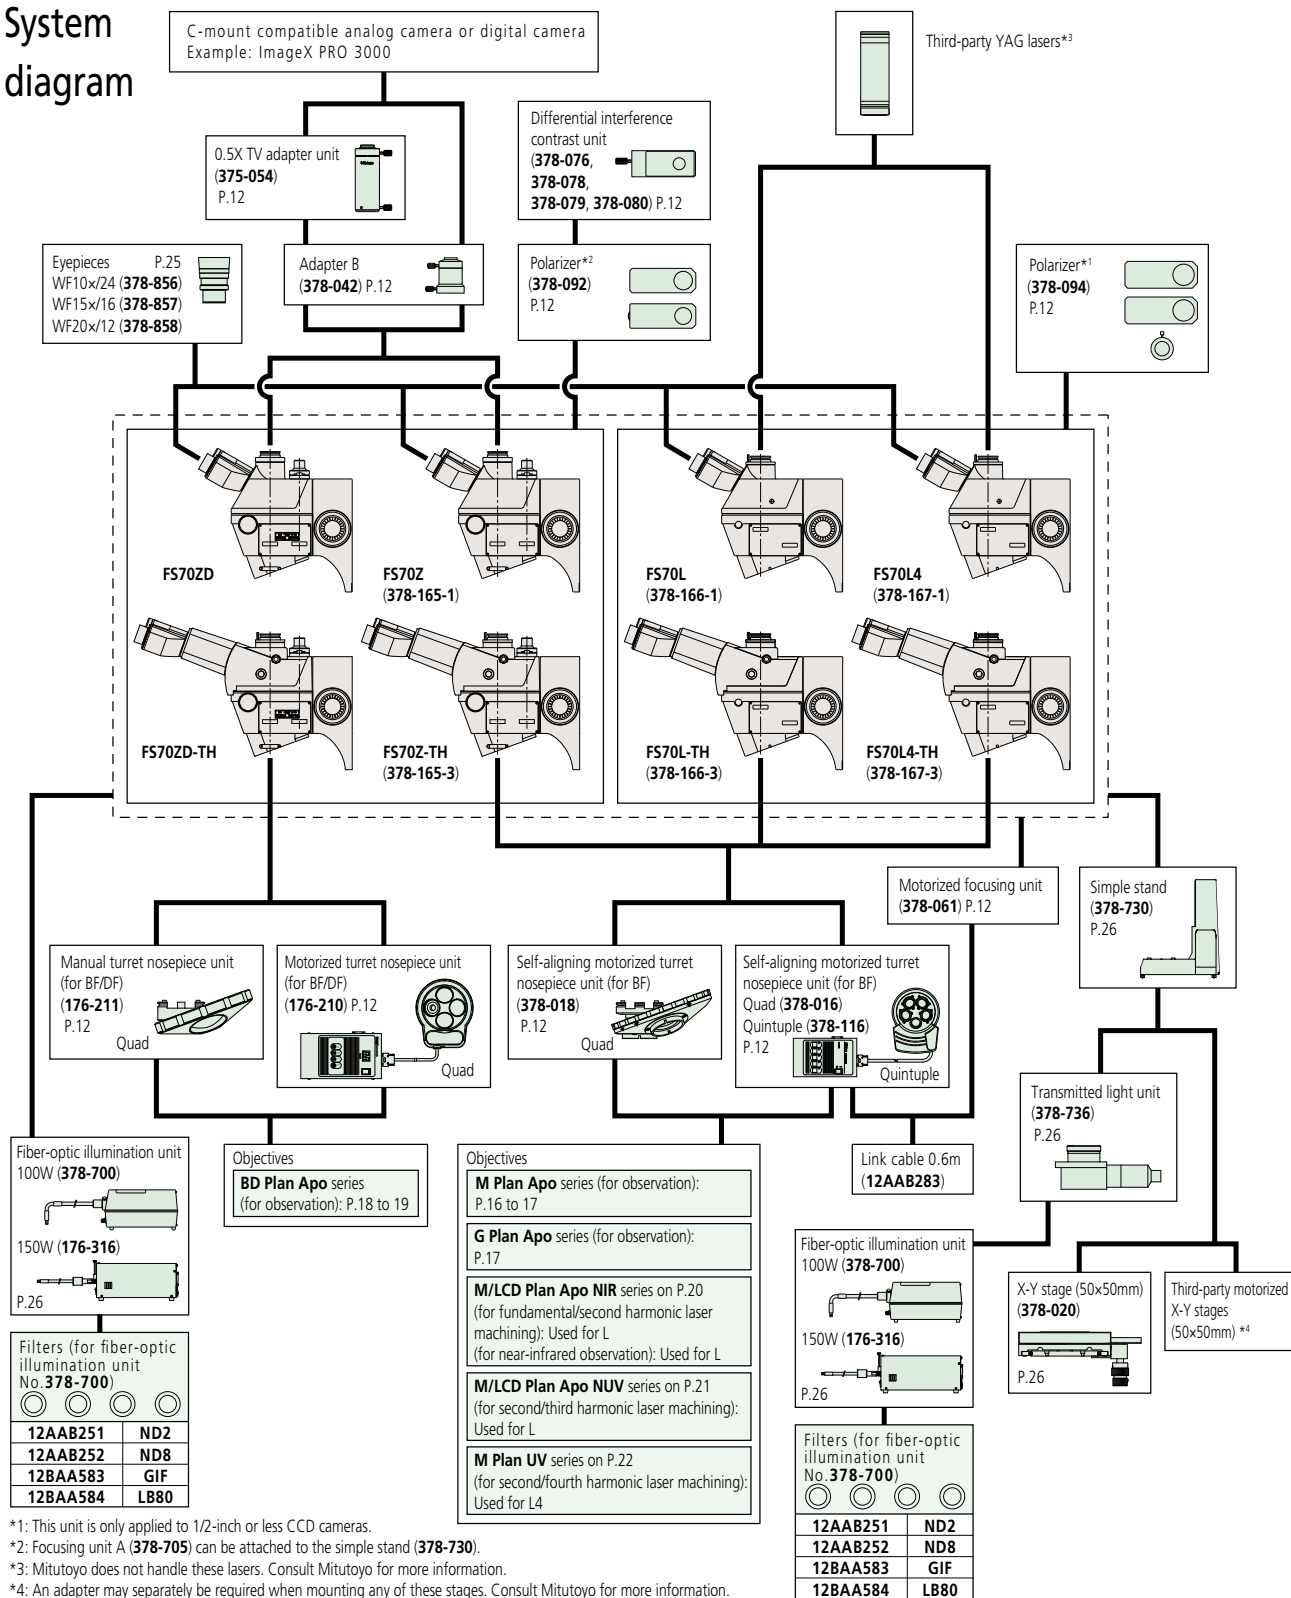 System
diagram
C-mount compatible analog camera or digital camera
Example: ImageX PRO 3000
Third-party YAG lasers*3
0.5X TV adapter unit
(375-054)
P.12
Differential interference
contrast unit
(378-076,
378-078,
378-079, 378-080) P.12
Eyepieces P.25
WF10×/24 (378-856)
WF15×/16 (378-857)
WF20×/12 (378-858)
Adapter B
(378-042) P.12
Polarizer*2
(378-092)
P.12
Polarizer*1
(378-094)
P.12
FS70ZD
FS70Z
(378-165-1)
FS70L
(378-166-1)
FS70L4
(378-167-1)
FS70ZD-TH
FS70Z-TH
(378-165-3)
FS70L-TH
(378-166-3)
FS70L4-TH
(378-167-3)
Motorized focusing unit
(378-061) P.12
Simple stand
(378-730)
P.26
Manual turret nosepiece unit
(for BF/DF)
(176-211)
P.12
Quad
Motorized turret nosepiece unit
(for BF/DF)
(176-210) P.12
Quad
Self-aligning motorized turret
nosepiece unit (for BF)
(378-018)
P.12
Quad
Self-aligning motorized turret
nosepiece unit (for BF)
Quad (378-016)
Quintuple (378-116)
P.12
Quintuple
Transmitted light unit
(378-736)
P.26
Fiber-optic illumination unit
100W (378-700)
150W (176-316)
P.26
Objectives
BD Plan Apo series
(for observation): P.18 to 19
Objectives
M Plan Apo series (for observation):
P.16 to 17
G Plan Apo series (for observation):
P.17
M/LCD Plan Apo NIR series on P.20
(for fundamental/second harmonic laser
machining): Used for L
(for near-infrared observation): Used for L
M/LCD Plan Apo NUV series on P.21
(for second/third harmonic laser machining):
Used for L
M Plan UV series on P.22
(for second/fourth harmonic laser machining):
Used for L4
Link cable 0.6m
(12AAB283)
Fiber-optic illumination unit
100W (378-700)
150W (176-316)
P.26
X-Y stage (50×50mm)
(378-020)
P.26
Third-party motorized
X-Y stages
(50×50mm) *4
Filters (for fiber-optic
illumination unit
No.378-700)
12AAB251 ND2
12AAB252 ND8
12BAA583 GIF
12BAA584 LB80
Filters (for fiber-optic
illumination unit
No.378-700)
12AAB251 ND2
12AAB252 ND8
12BAA583 GIF
12BAA584 LB80
*1: This unit is only applied to 1/2-inch or less CCD cameras.
*2: Focusing unit A (378-705) can be attached to the simple stand (378-730).
*3: Mitutoyo does not handle these lasers. Consult Mitutoyo for more information.
*4: An adapter may separately be required when mounting any of these stages. Consult Mitutoyo for more information.